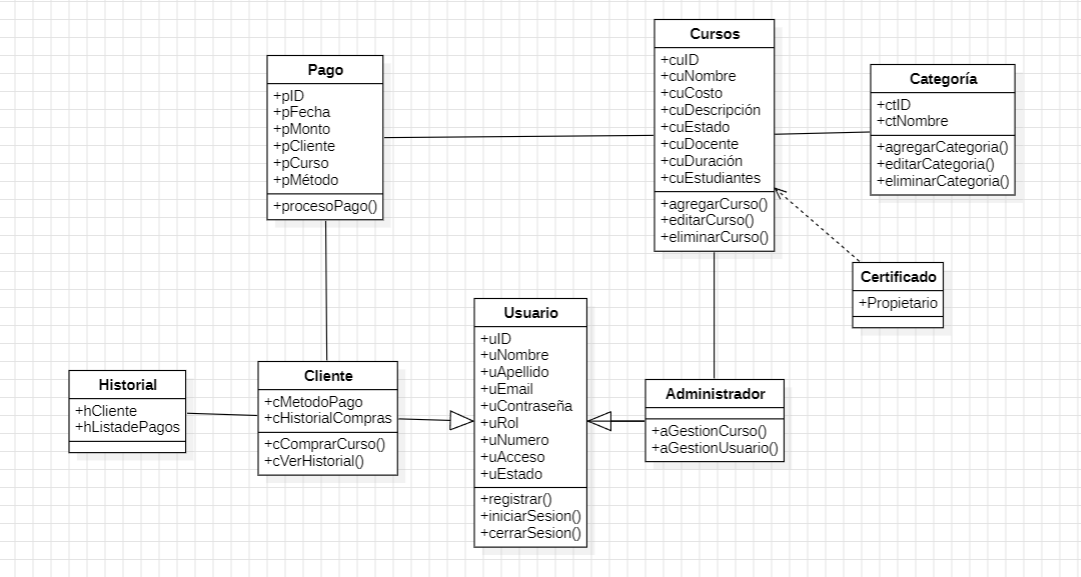 Pago
+pID
+pFecha
+pMonto
+pCliente
+pCurso
+pMétodo
+procesoPago()
Cursos
+cuID
+cuNombre
+cuCosto
+cuDescripción
+cuEstado
+cuDocente
+cuDuración
+cuEstudiantes
+agregarCurso()
+editarCurso()
+eliminarCurso()
Categoría
+ctID
+ctNombre
+agregarCategoria()
+editarCategoria()
+eliminarCategoria()
Certificado
+Propietario
Historial
+hCliente
+hListadePagos
Cliente
+cMetodoPago
+cHistorialCompras
+cComprarCurso()
+cVerHistorial()
Usuario
+uID
+uNombre
+uApellido
+uEmail
+uContraseña
+uRol
+uNumero
+uAcceso
+uEstado
+registrar()
+iniciarSesion()
+cerrarSesion()
Administrador
+aGestionCurso()
+aGestionUsuario()